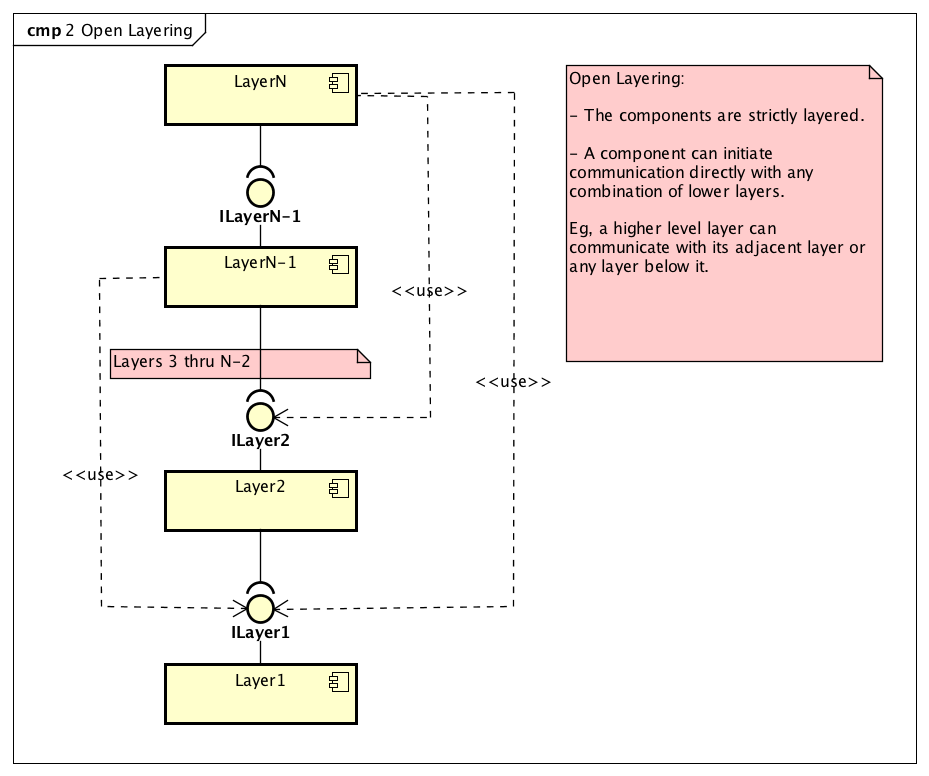 cmp 2 Open Layering
LayerN
ILayerN-1
LayerN-1
<<use>>
Layers 3 thru N-2
<<use>>
ILayer2
<<use>>
Layer2
ILayer1
Layer1
Open Layering:
- The components are strictly layered.
- A component can initiate
communication directly with any
combination of lower layers.
Eg, a higher level layer can
communicate with its adjacent layer or
any layer below it.